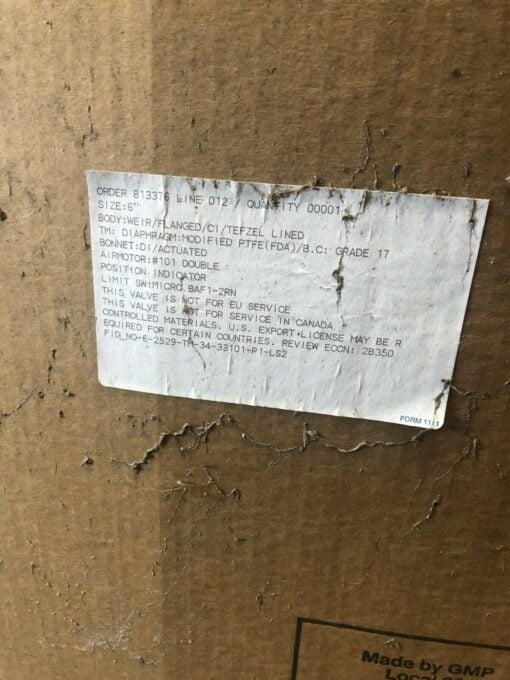 ORDER 813376 LINE 012 / QUANTITY 00001
SIZE:6"
BODY:WEIR/FLANGED/CI/TEFZEL LINED
TM: DIAPHRAGM:MODIFIED PTFE(FDA)/B.C: GRADE 17
BONNET:DI/ACTUATED
AIRMOTOR:#101 DOUBLE
POSITION INDICATOR
LIMIT SW:MICRO.BAF1-2RN
THIS VALVE IS NOT FOR EU SERVICE
THIS VALVE IS NOT FOR SERVICE IN CANADA
CONTROLLED MATERIALS. U.S. EXPORT LICENSE MAY BE R
EQUIRED FOR CERTAIN COUNTRIES. REVIEW ECCN: 2B350
FIG_NO-6-2529-TM-34-33101-P1-LS2
FORM 1141
Made by GMP
Local